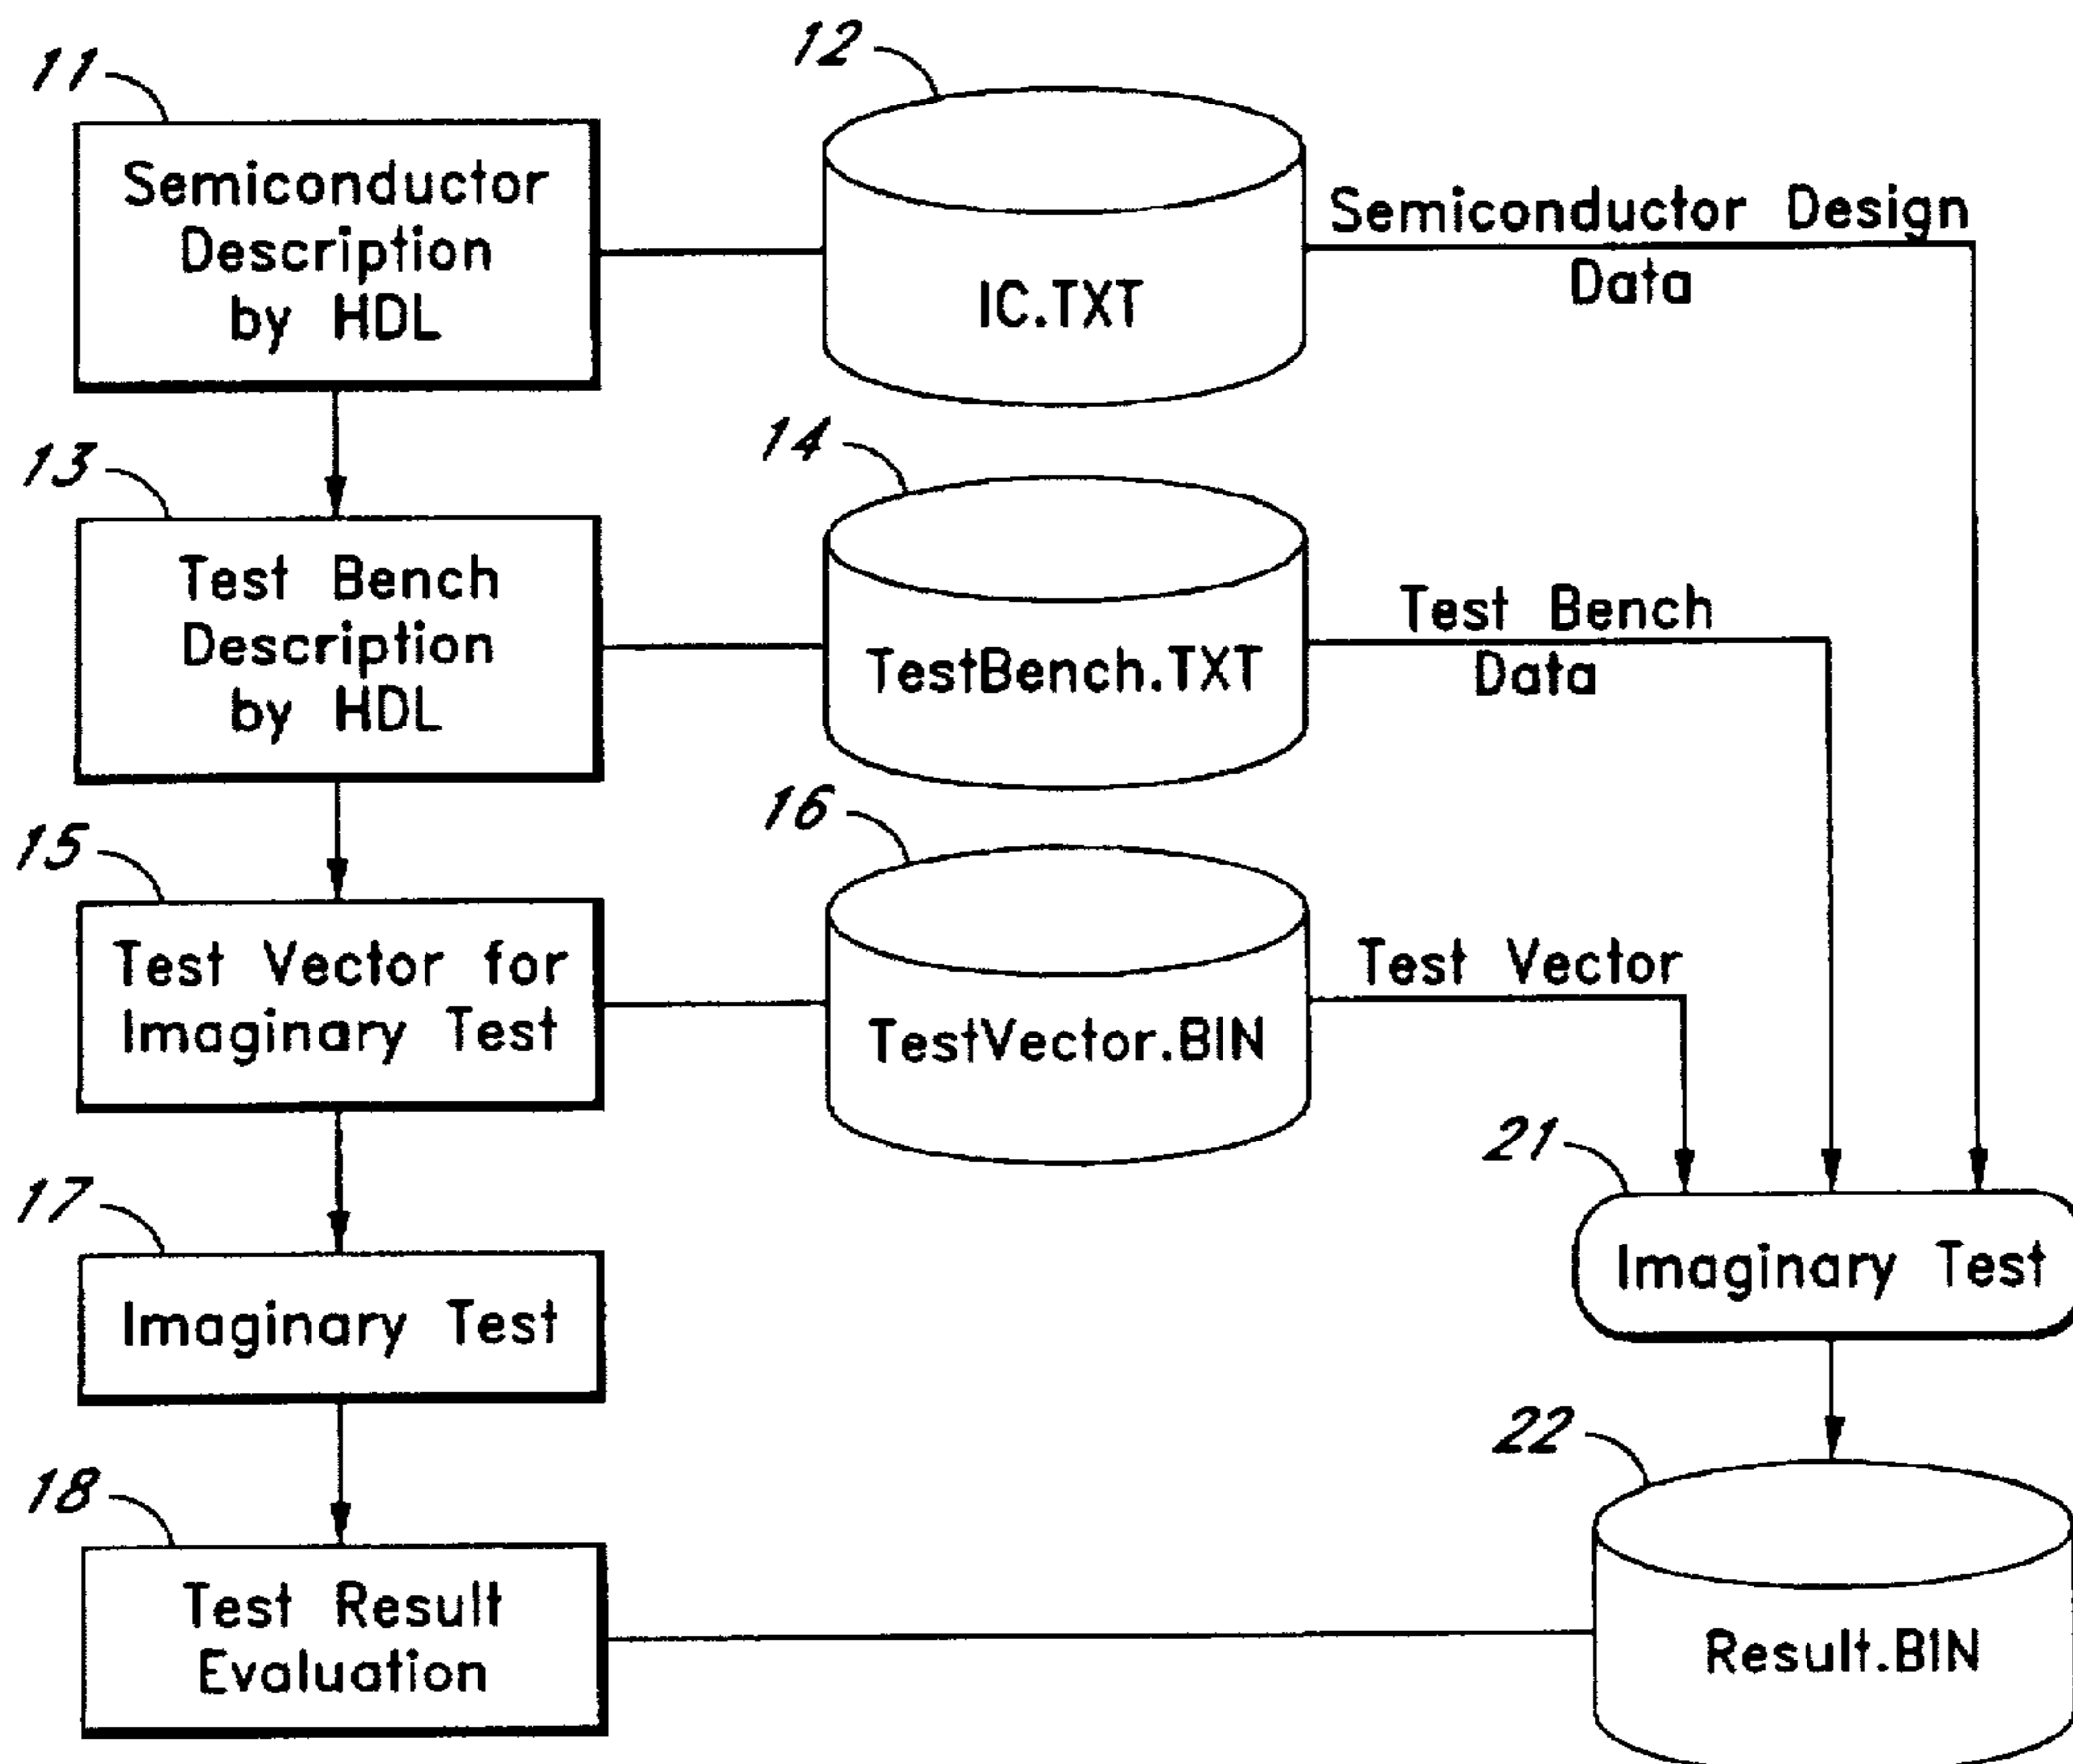 11
12
Semiconductor
Description
by HDL
IC.TXT
Semiconductor Design
Data
13
14
Test Bench
Description
by HDL
TestBench.TXT
Test Bench
Data
15
16
Test Vector for
Imaginary Test
TestVector.BIN
Test Vector
17
21
Imaginary Test
Imaginary Test
18
22
Test Result
Evaluation
Result.BIN